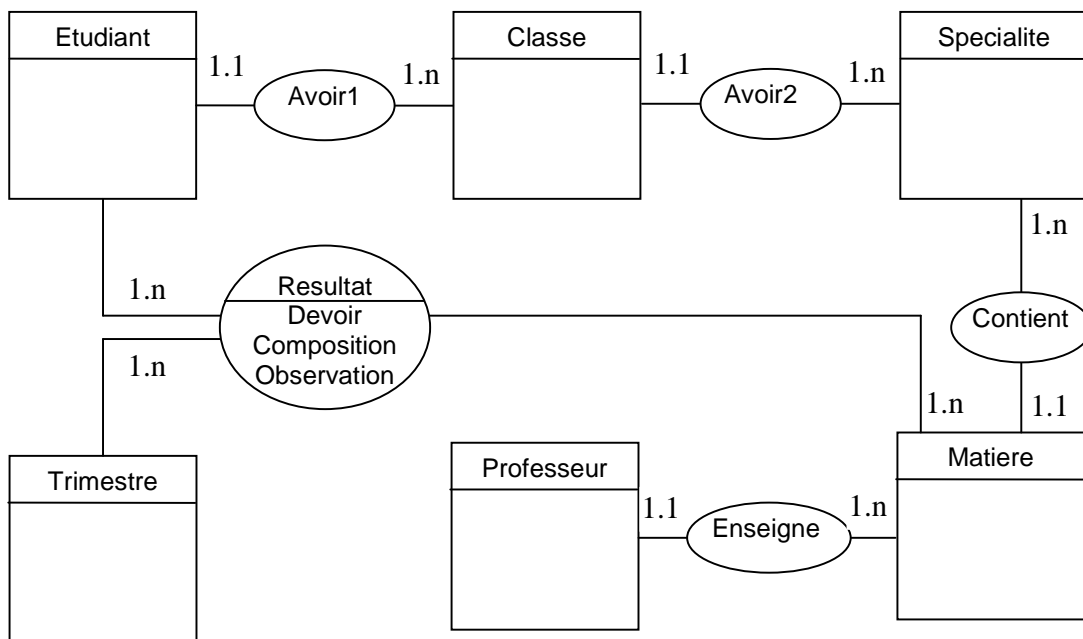 Etudiant
Classe
Specialite
1.1
1.n
1.1
1.n
Avoir1
Avoir2
1.n
Resultat
Devoir
Composition
Observation
1.n
1.n
Contient
1.n
1.1
Trimestre
Professeur
Matiere
1.1
1.n
Enseigne